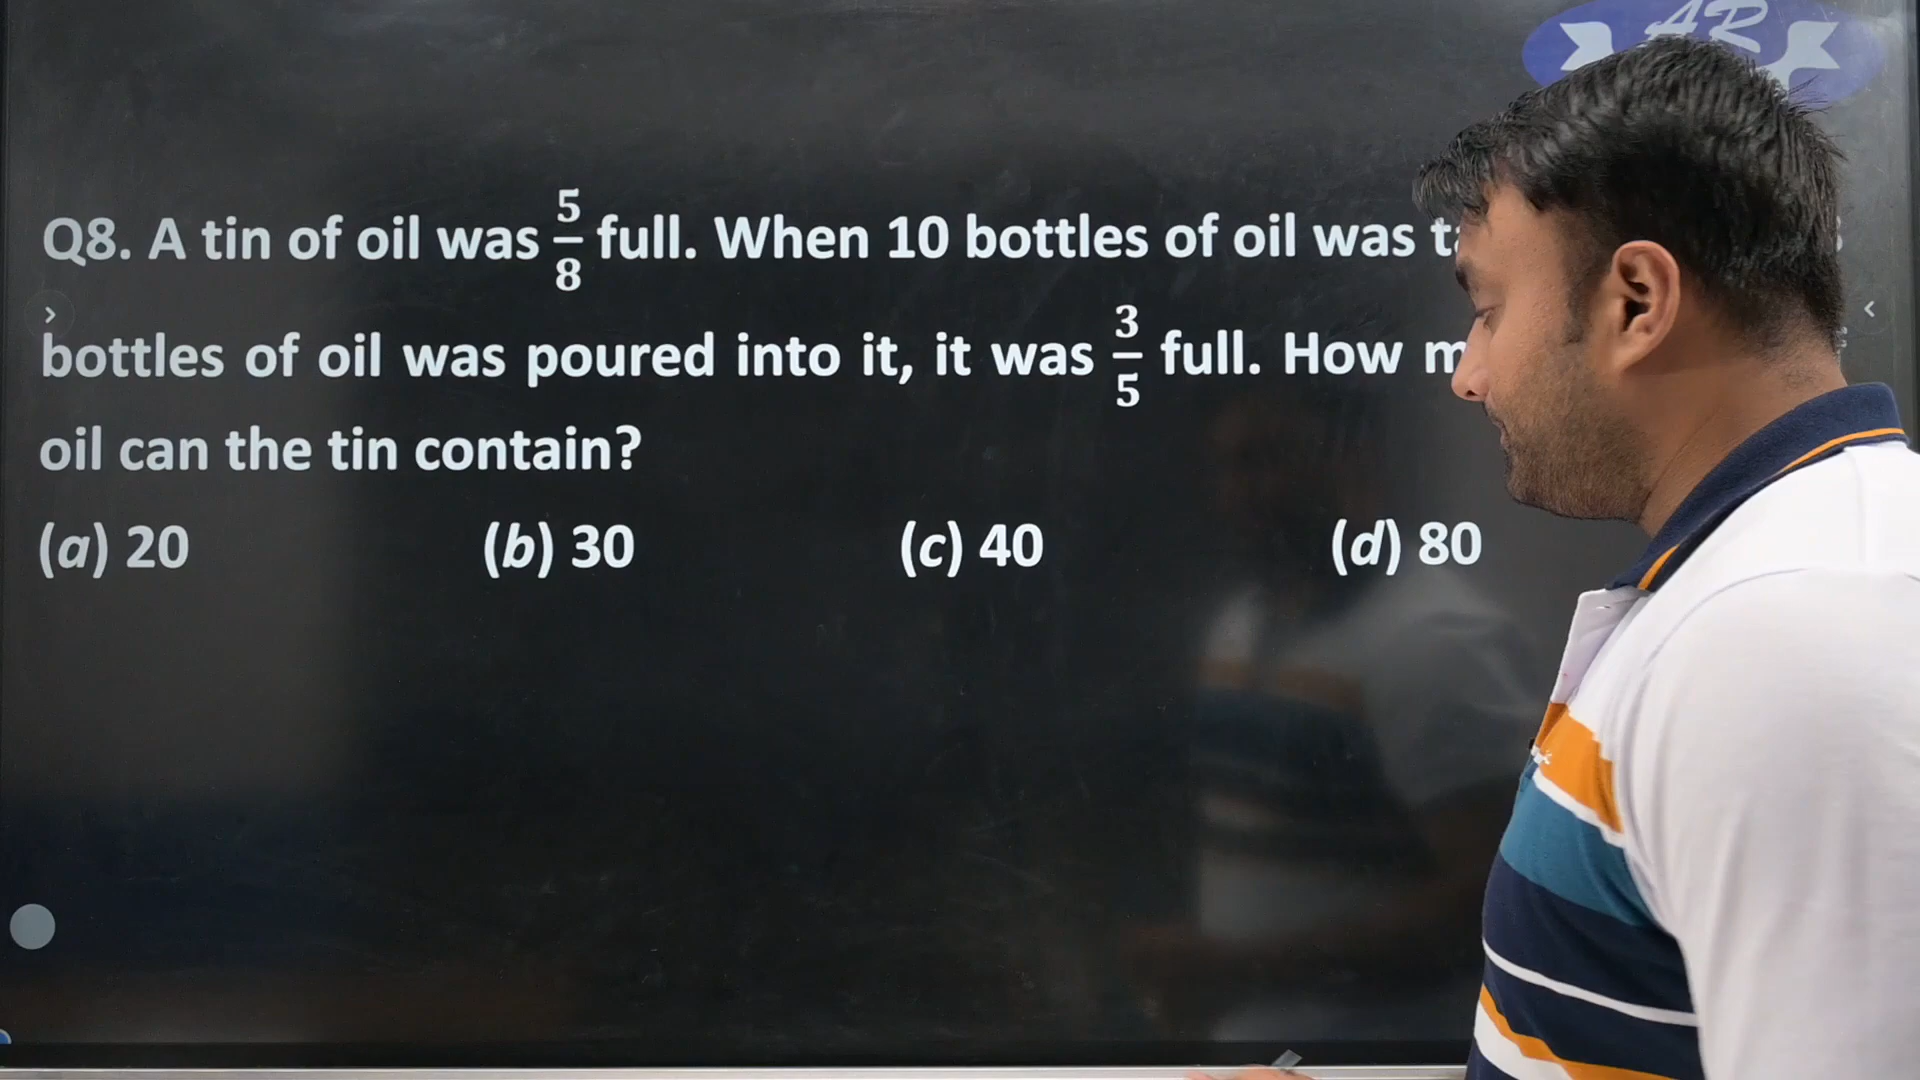 AR
Q8. A tin of oil was 5/8 full. When 10 bottles of oil was
bottles of oil was poured into it, it was 3/5 full. How
oil can the tin contain?
(a) 20 (b) 30 (c) 40 (d) 80